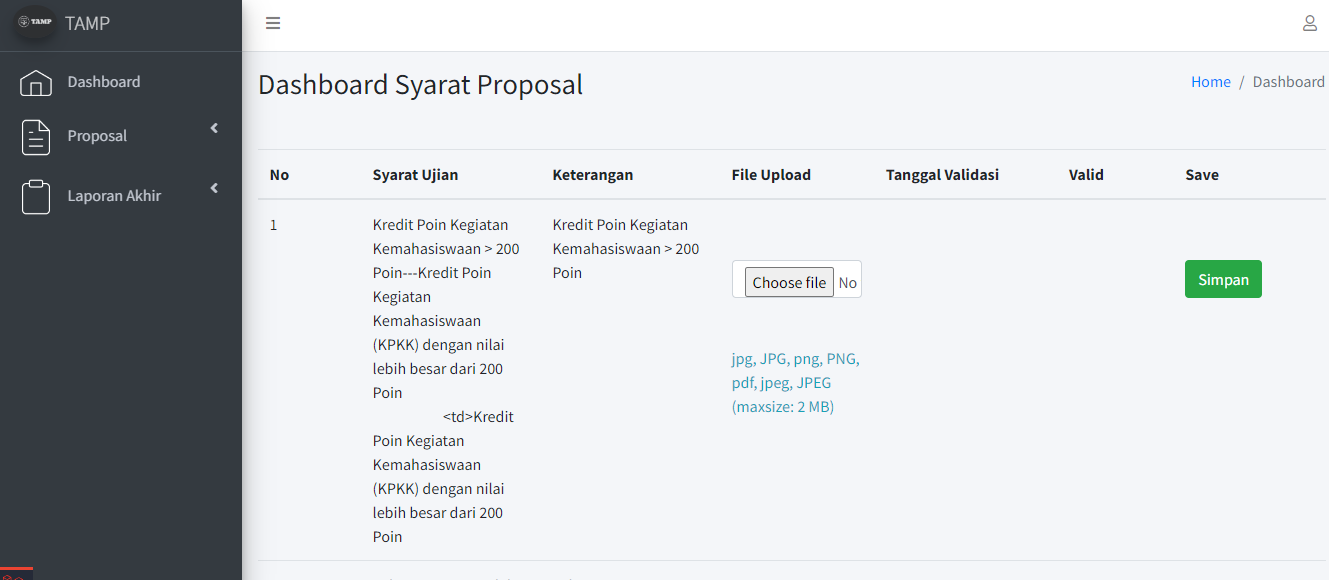 TAMP TAMP
Dashboard
Proposal
Laporan Akhir
Dashboard Syarat Proposal
Home / Dashboard
No Syarat Ujian Keterangan File Upload Tanggal Validasi Valid Save
1
Kredit Poin Kegiatan
Kemahasiswaan > 200
Poin---Kredit Poin
Kegiatan
Kemahasiswaan
(KPKK) dengan nilai
lebih besar dari 200
Poin
<td>Kredit
Poin Kegiatan
Kemahasiswaan
(KPKK) dengan nilai
lebih besar dari 200
Poin
Kredit Poin Kegiatan
Kemahasiswaan > 200
Poin
Choose file No
jpg, JPG, png, PNG,
pdf, jpeg, JPEG
(maxsize: 2 MB)
Simpan